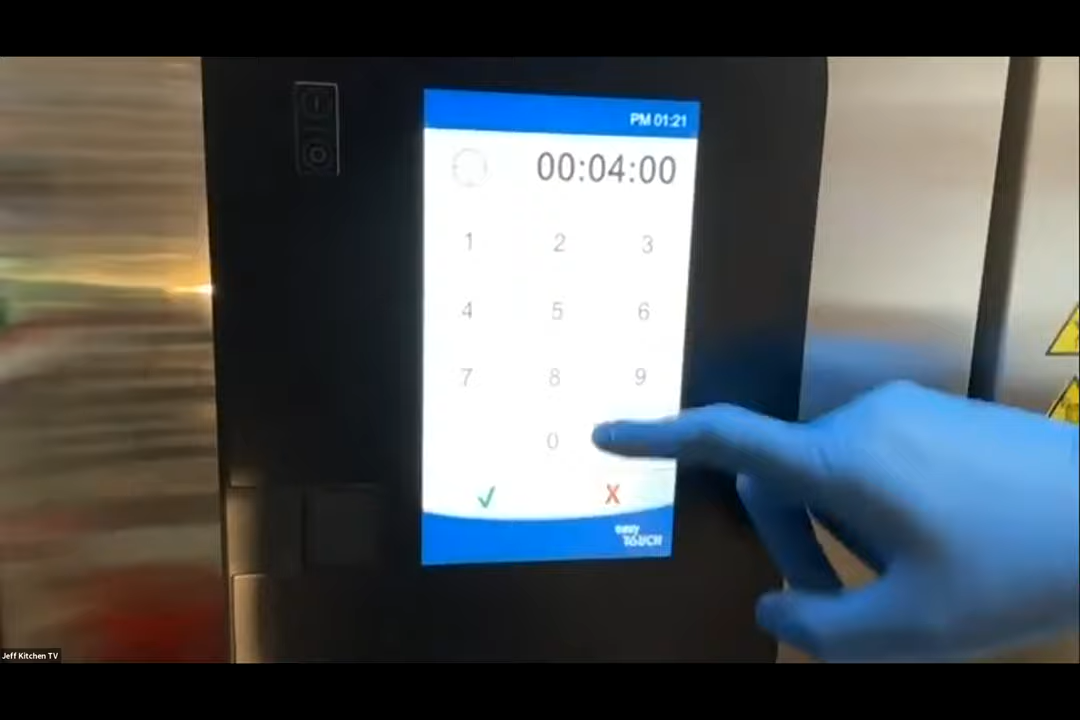 PM 01:21
00:04:00
1 2 3
4 5 6
7 8 9
0
X
easy
TOUCH
Jeff Kitchen TV